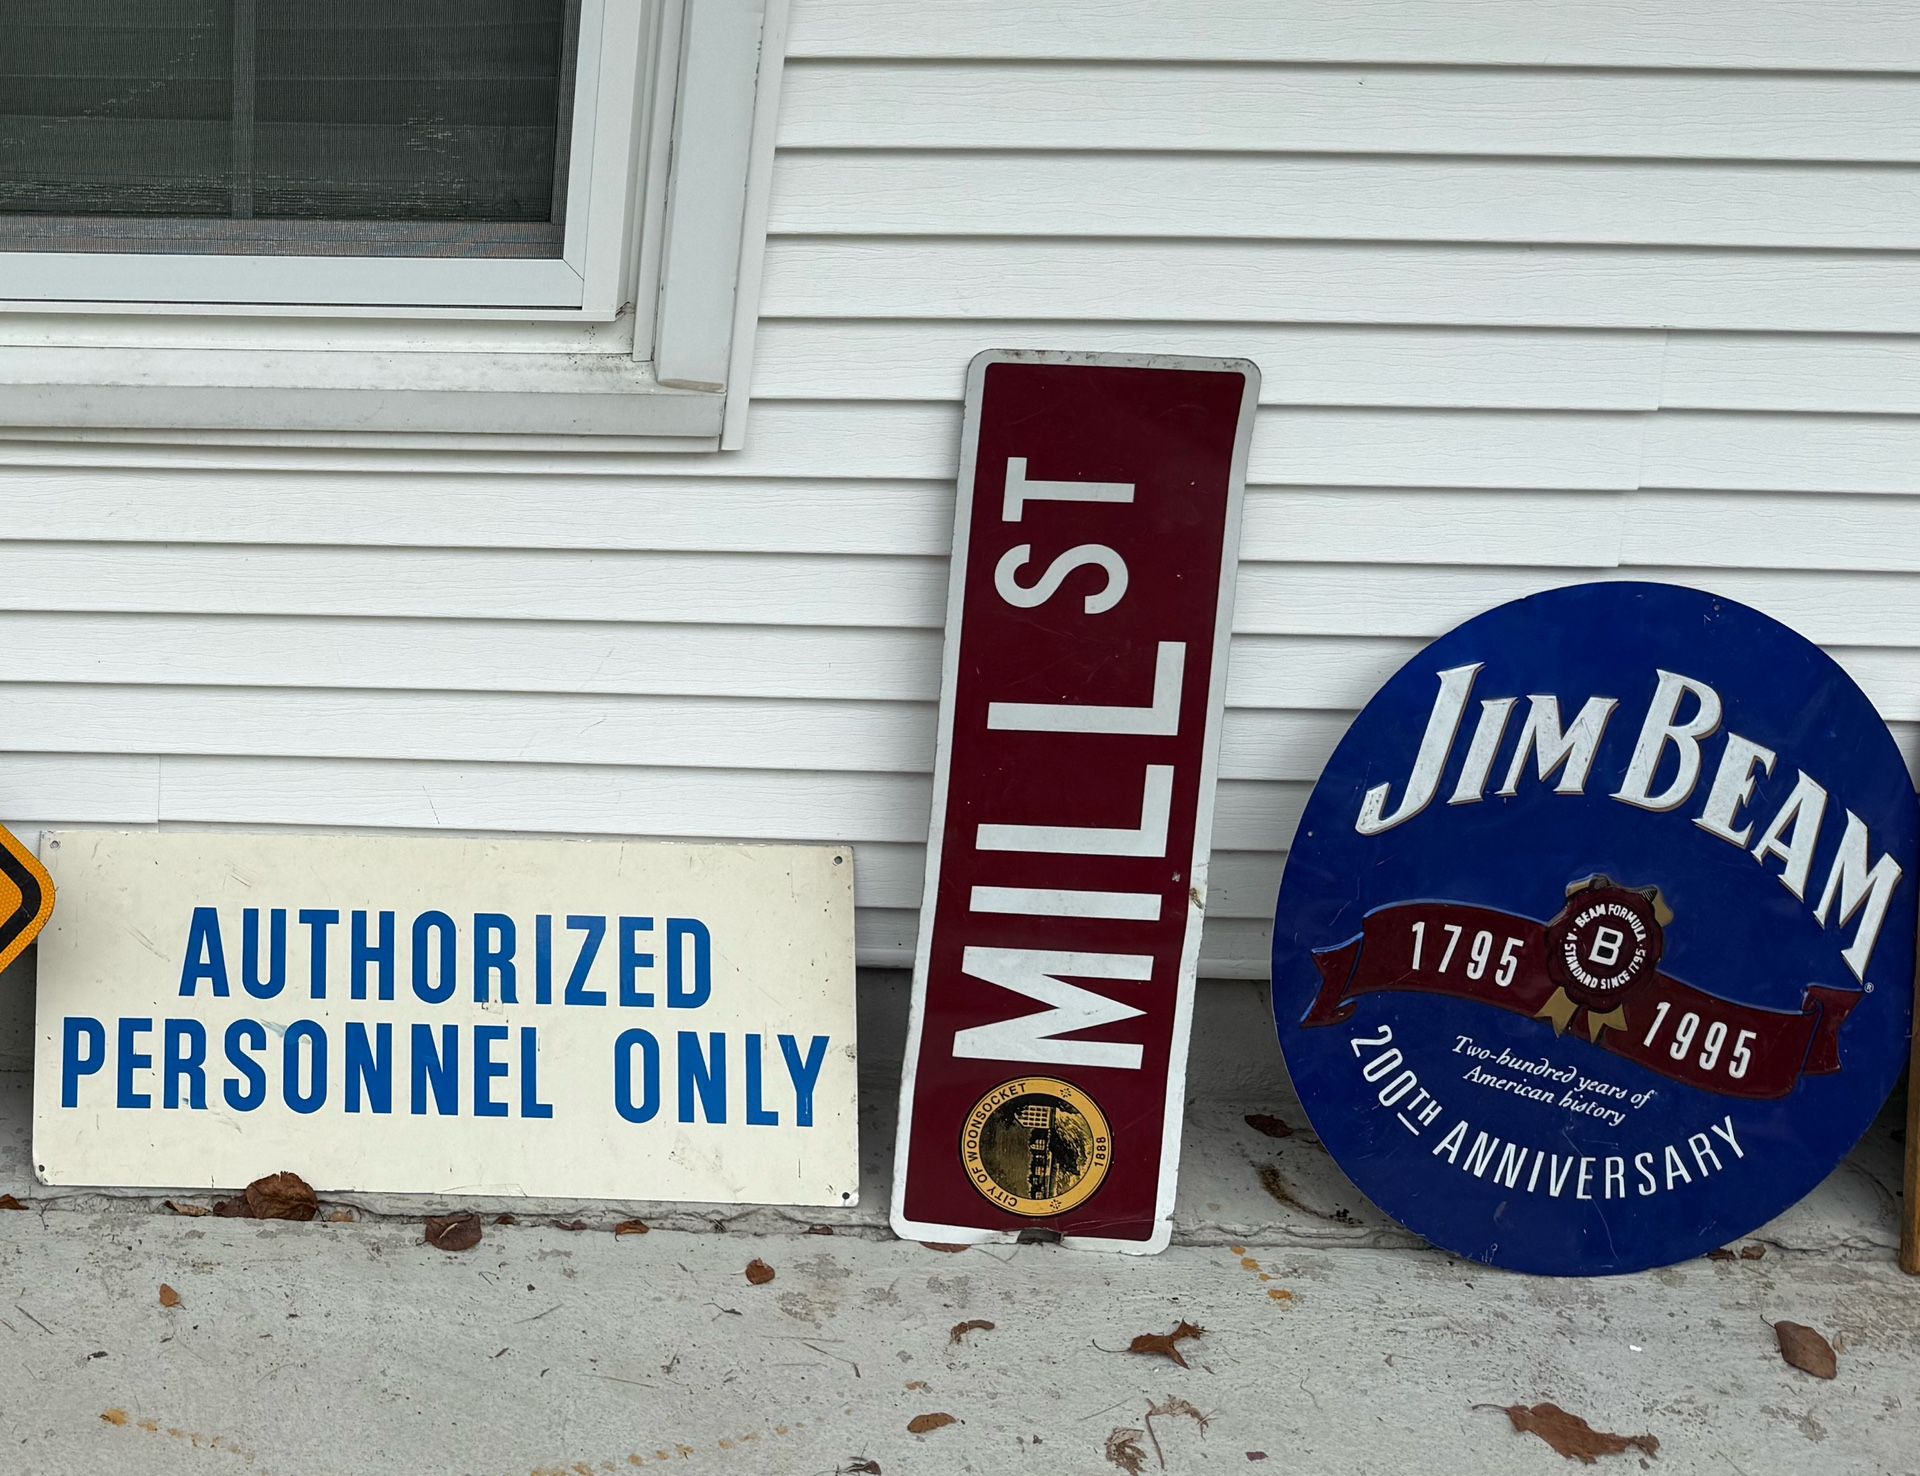 AUTHORIZED
PERSONNEL ONLY
MILL ST
CITY OF WOONSOCKET
1888
JIM BEAM
®
1795
BEAM FORMULA
B
A STANDARD SINCE 1795
1995
Two-hundred years of
American history
200TH ANNIVERSARY